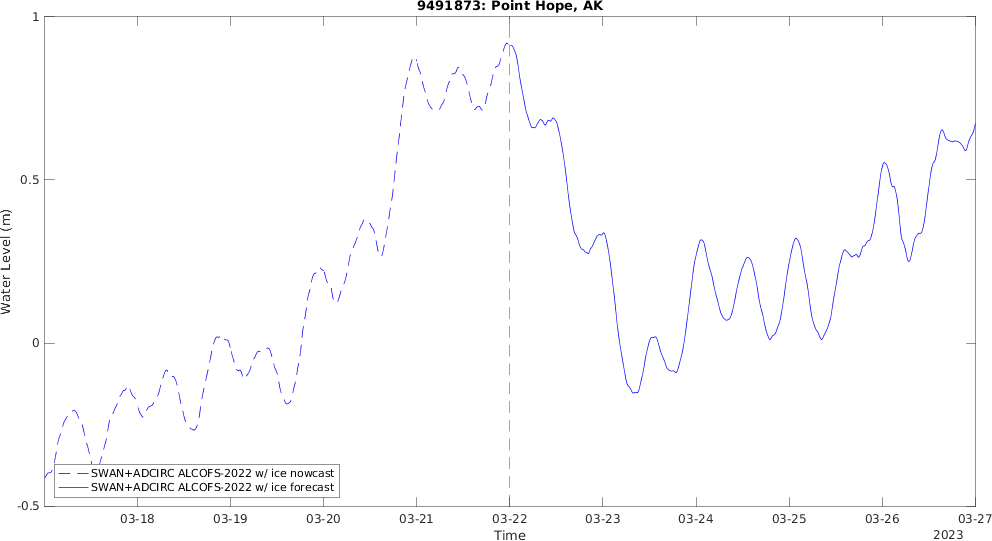 9491873: Point Hope, AK
1
0.5
0
-0.5
Water Level (m)
SWAN+ADCIRC ALCOFS-2022 w/ ice nowcast
SWAN+ADCIRC ALCOFS-2022 w/ ice forecast
03-18 03-19 03-20 03-21 03-22 03-23 03-24 03-25 03-26 03-27
Time
2023